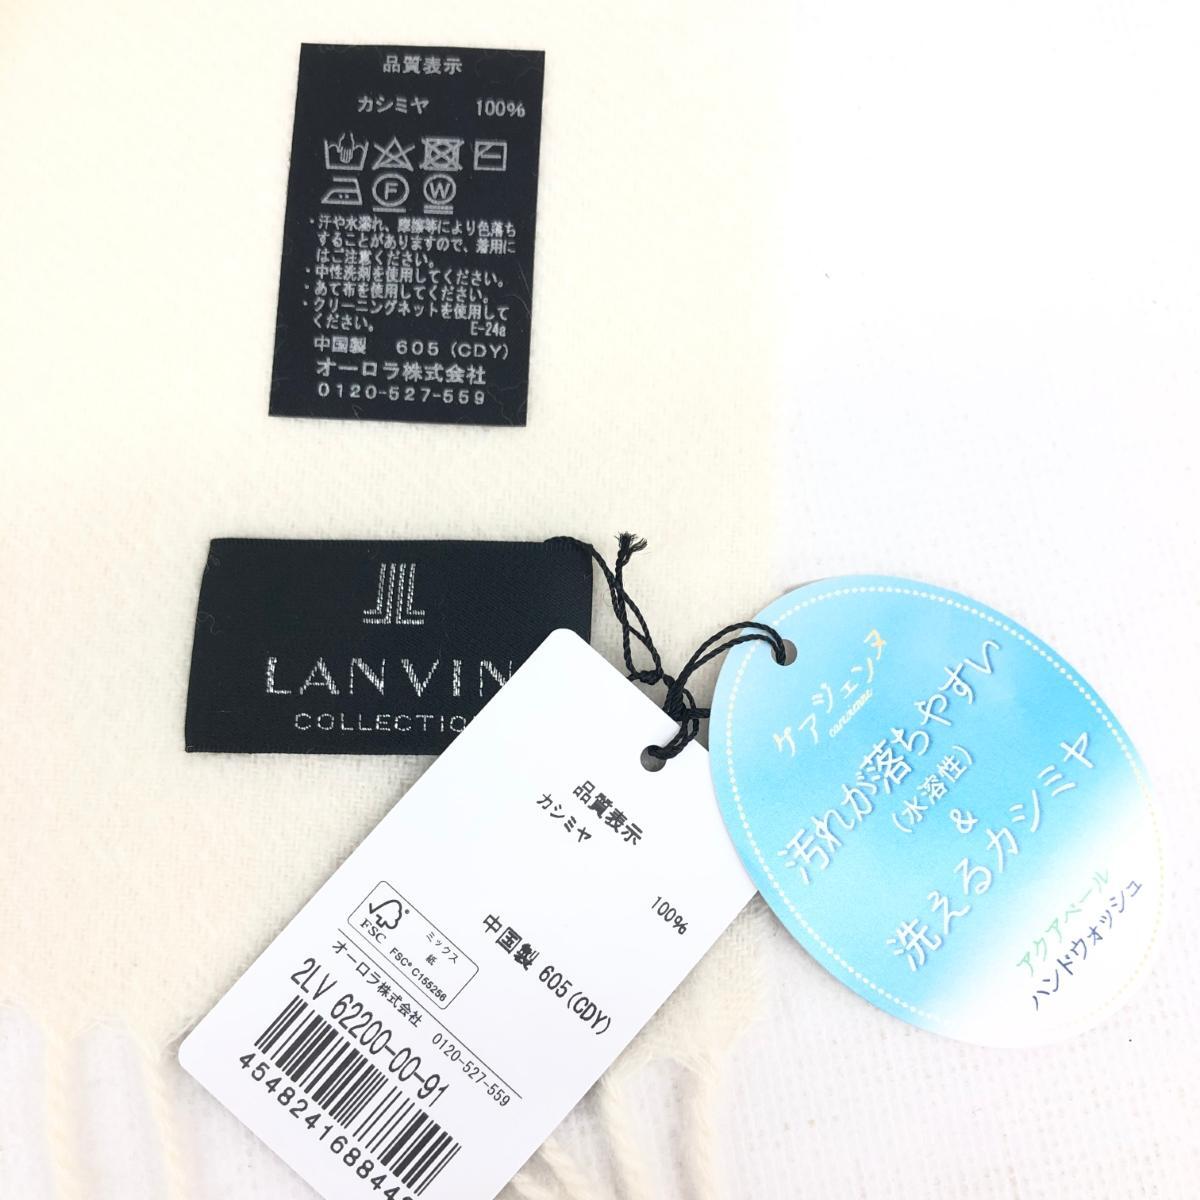 品質表示
カシミヤ 100%
F W
・汗や水濡れ、摩擦等により色落ち
することがありますので、着用に
はご注意ください。
・中性洗剤を使用してください。
・あて布を使用してください。
・クリーニングネットを使用して
ください。 E-24a
中国製 605 (CDY)
オーロラ株式会社
0120-527-559
LANVIN
COLLECTIO
品質表示
カシミヤ
100%
中国製 605 (CDY)
FSC
ミックス
紙
FSC® C155256
オーロラ株式会社 0120-527-559
2LV 62200-00-91
454824168844
ケアジェンヌ
汚れが落ちやすい
(水溶性)
&
洗えるカシミヤ
アクアベール
ハンドウォッシュ